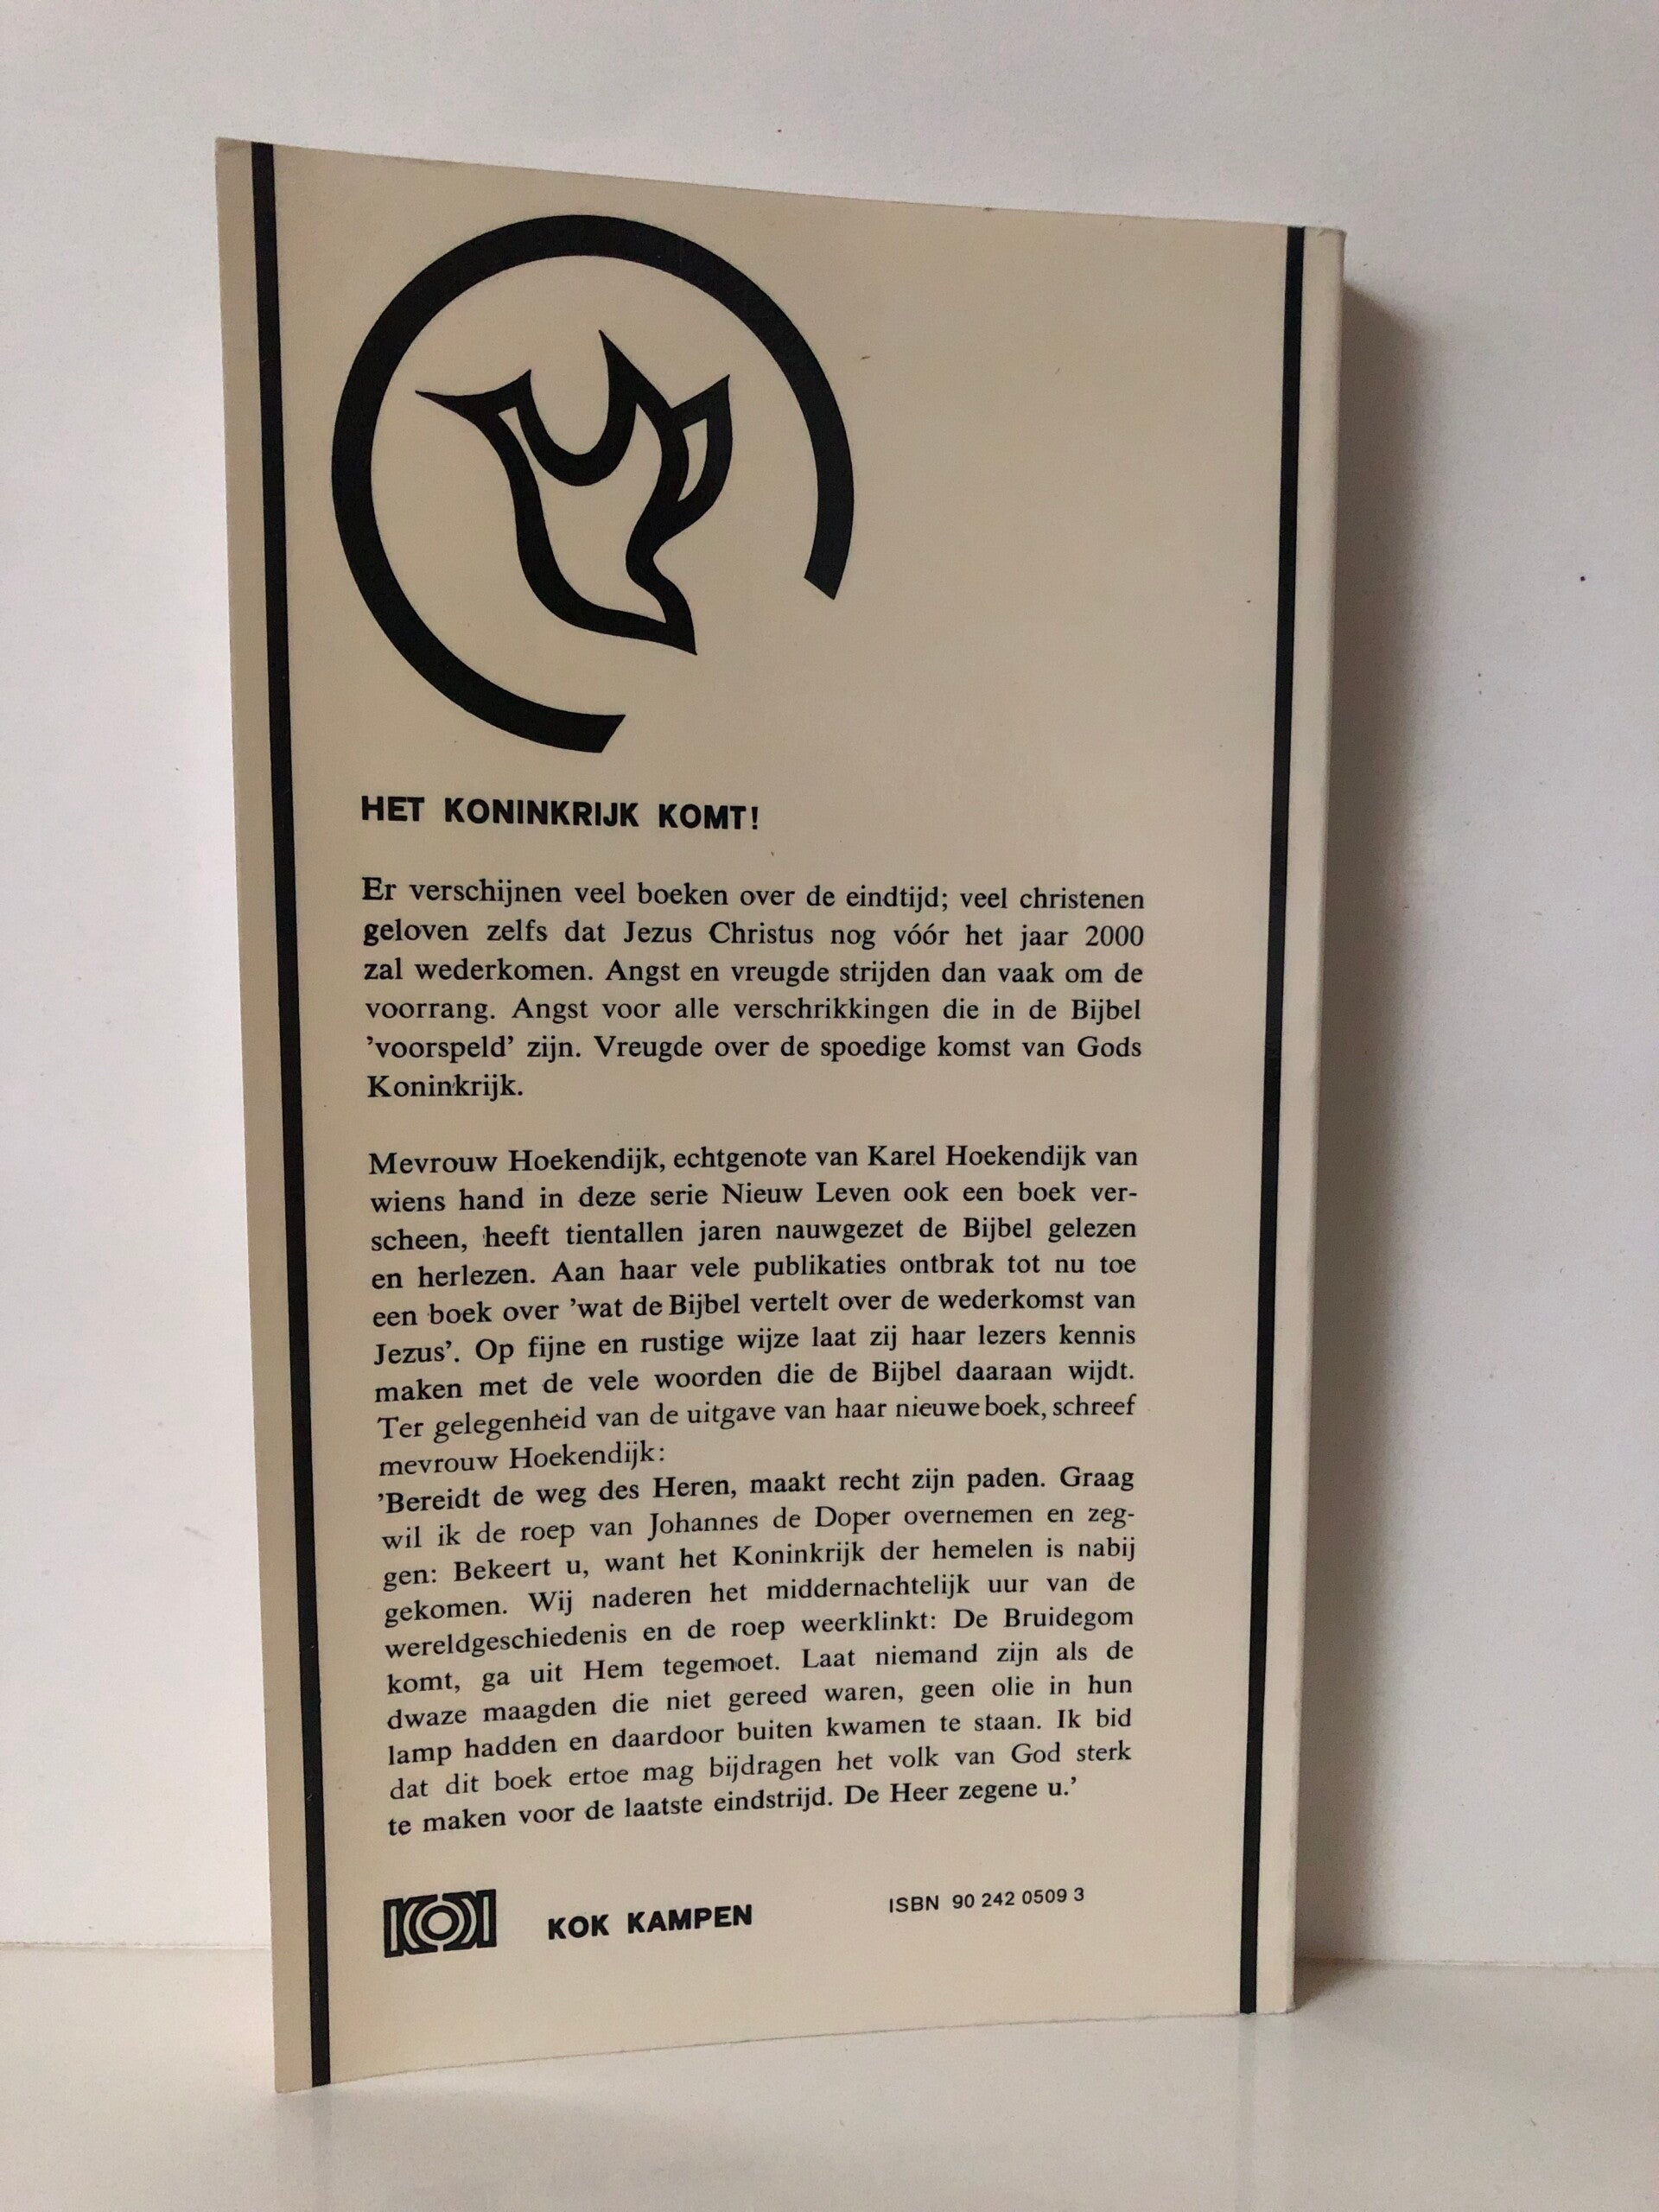 HET KONINKRIJK KOMT!
Er verschijnen veel boeken over de eindtijd; veel christenen
geloven zelfs dat Jezus Christus nog vóór het jaar 2000
zal wederkomen. Angst en vreugde strijden dan vaak om de
voorrang. Angst voor alle verschrikkingen die in de Bijbel
’voorspeld’ zijn. Vreugde over de spoedige komst van Gods
Koninkrijk.
Mevrouw Hoekendijk, echtgenote van Karel Hoekendijk van
wiens hand in deze serie Nieuw Leven ook een boek ver-
scheen, heeft tientallen jaren nauwgezet de Bijbel gelezen
en herlezen. Aan haar vele publikaties ontbrak tot nu toe
een boek over ’wat de Bijbel vertelt over de wederkomst van
Jezus’. Op fijne en rustige wijze laat zij haar lezers kennis
maken met de vele woorden die de Bijbel daaraan wijdt.
Ter gelegenheid van de uitgave van haar nieuwe boek, schreef
mevrouw Hoekendijk:
’Bereidt de weg des Heren, maakt recht zijn paden. Graag
wil ik de roep van Johannes de Doper overnemen en zeg-
gen: Bekeert u, want het Koninkrijk der hemelen is nabij
gekomen. Wij naderen het middernachtelijk uur van de
wereldgeschiedenis en de roep weerklinkt: De Bruidegom
komt, ga uit Hem tegemoet. Laat niemand zijn als de
dwaze maagden die niet gereed waren, geen olie in hun
lamp hadden en daardoor buiten kwamen te staan. Ik bid
dat dit boek ertoe mag bijdragen het volk van God sterk
te maken voor de laatste eindstrijd. De Heer zegene u.’
KOK KOK KAMPEN ISBN 90 242 0509 3